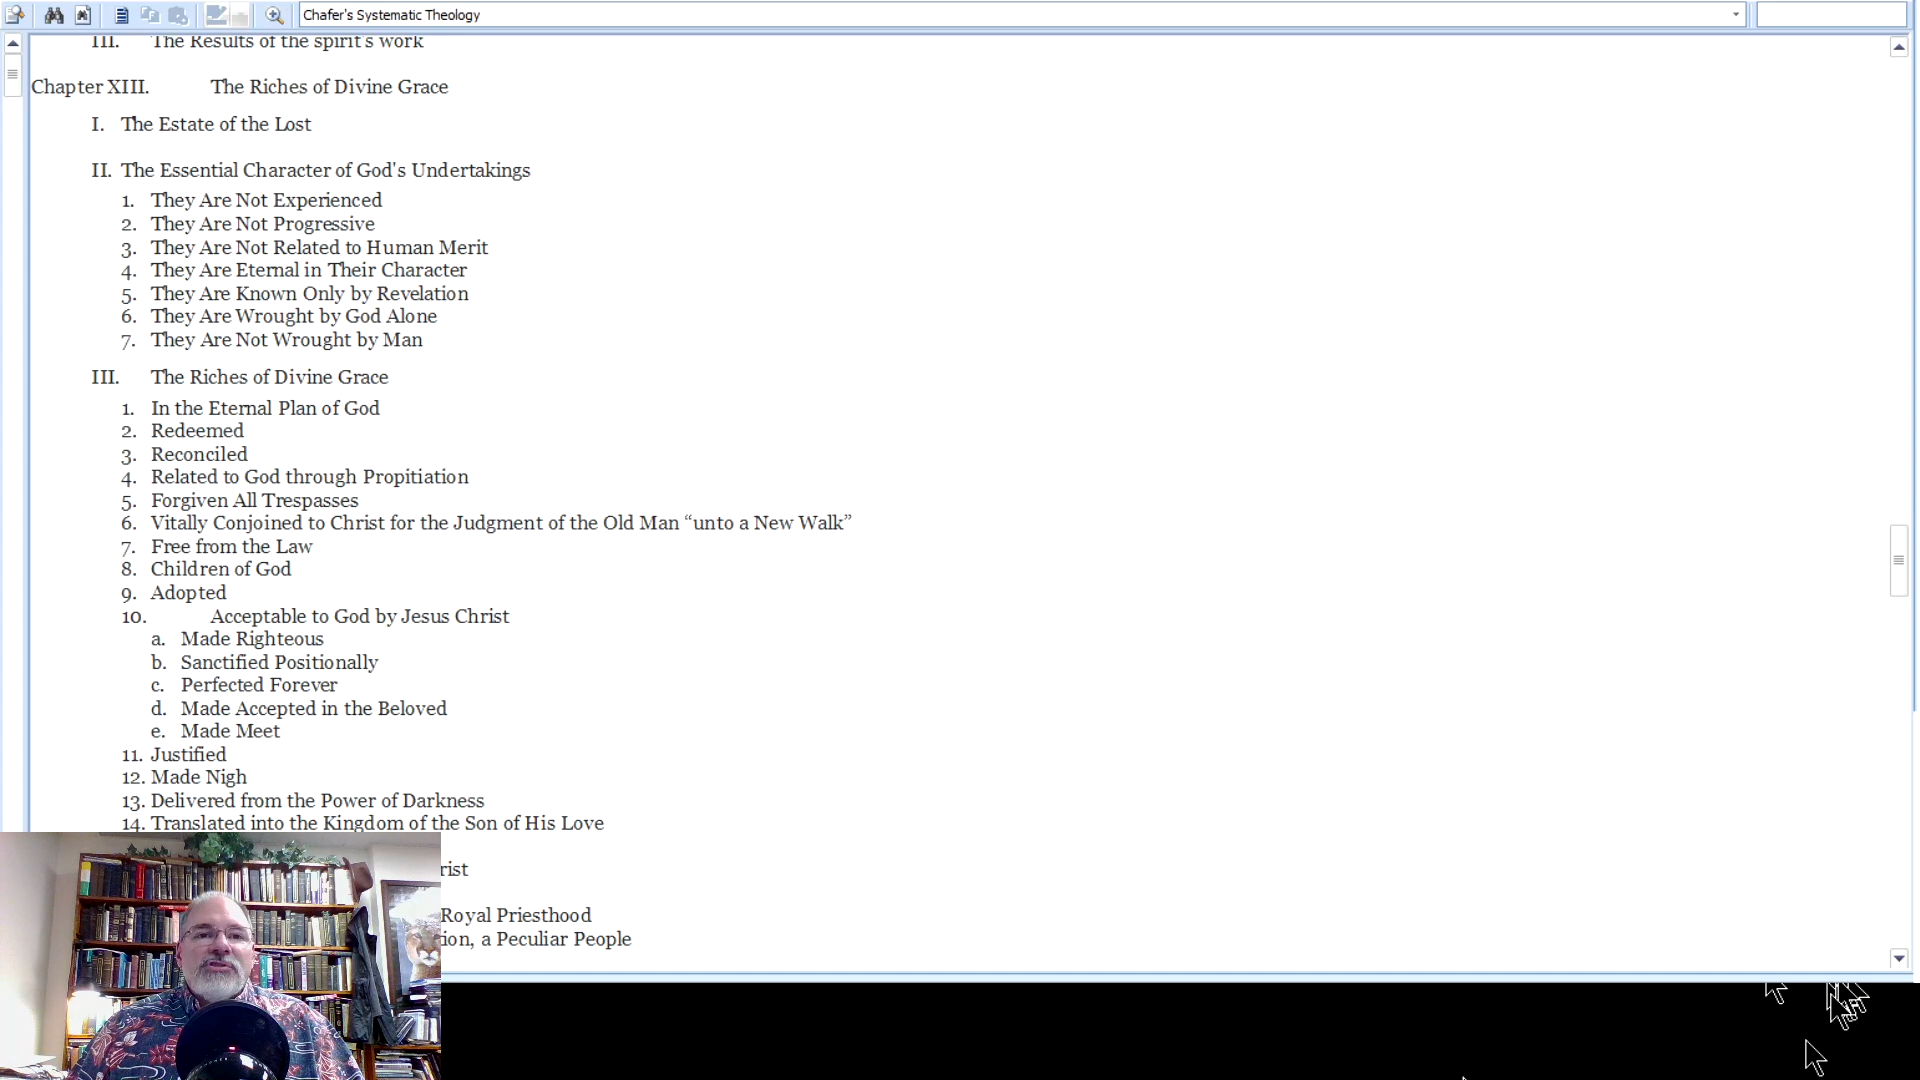 Chafer's Systematic Theology
III. The Results of the spirit's work
Chapter XIII. The Riches of Divine Grace
I. The Estate of the Lost
II. The Essential Character of God's Undertakings
1. They Are Not Experienced
2. They Are Not Progressive
3. They Are Not Related to Human Merit
4. They Are Eternal in Their Character
5. They Are Known Only by Revelation
6. They Are Wrought by God Alone
7. They Are Not Wrought by Man
III. The Riches of Divine Grace
1. In the Eternal Plan of God
2. Redeemed
3. Reconciled
4. Related to God through Propitiation
5. Forgiven All Trespasses
6. Vitally Conjoined to Christ for the Judgment of the Old Man “unto a New Walk”
7. Free from the Law
8. Children of God
9. Adopted
10. Acceptable to God by Jesus Christ
a. Made Righteous
b. Sanctified Positionally
c. Perfected Forever
d. Made Accepted in the Beloved
e. Made Meet
11. Justified
12. Made Nigh
13. Delivered from the Power of Darkness
14. Translated into the Kingdom of the Son of His Love
rist
Royal Priesthood
ion, a Peculiar People